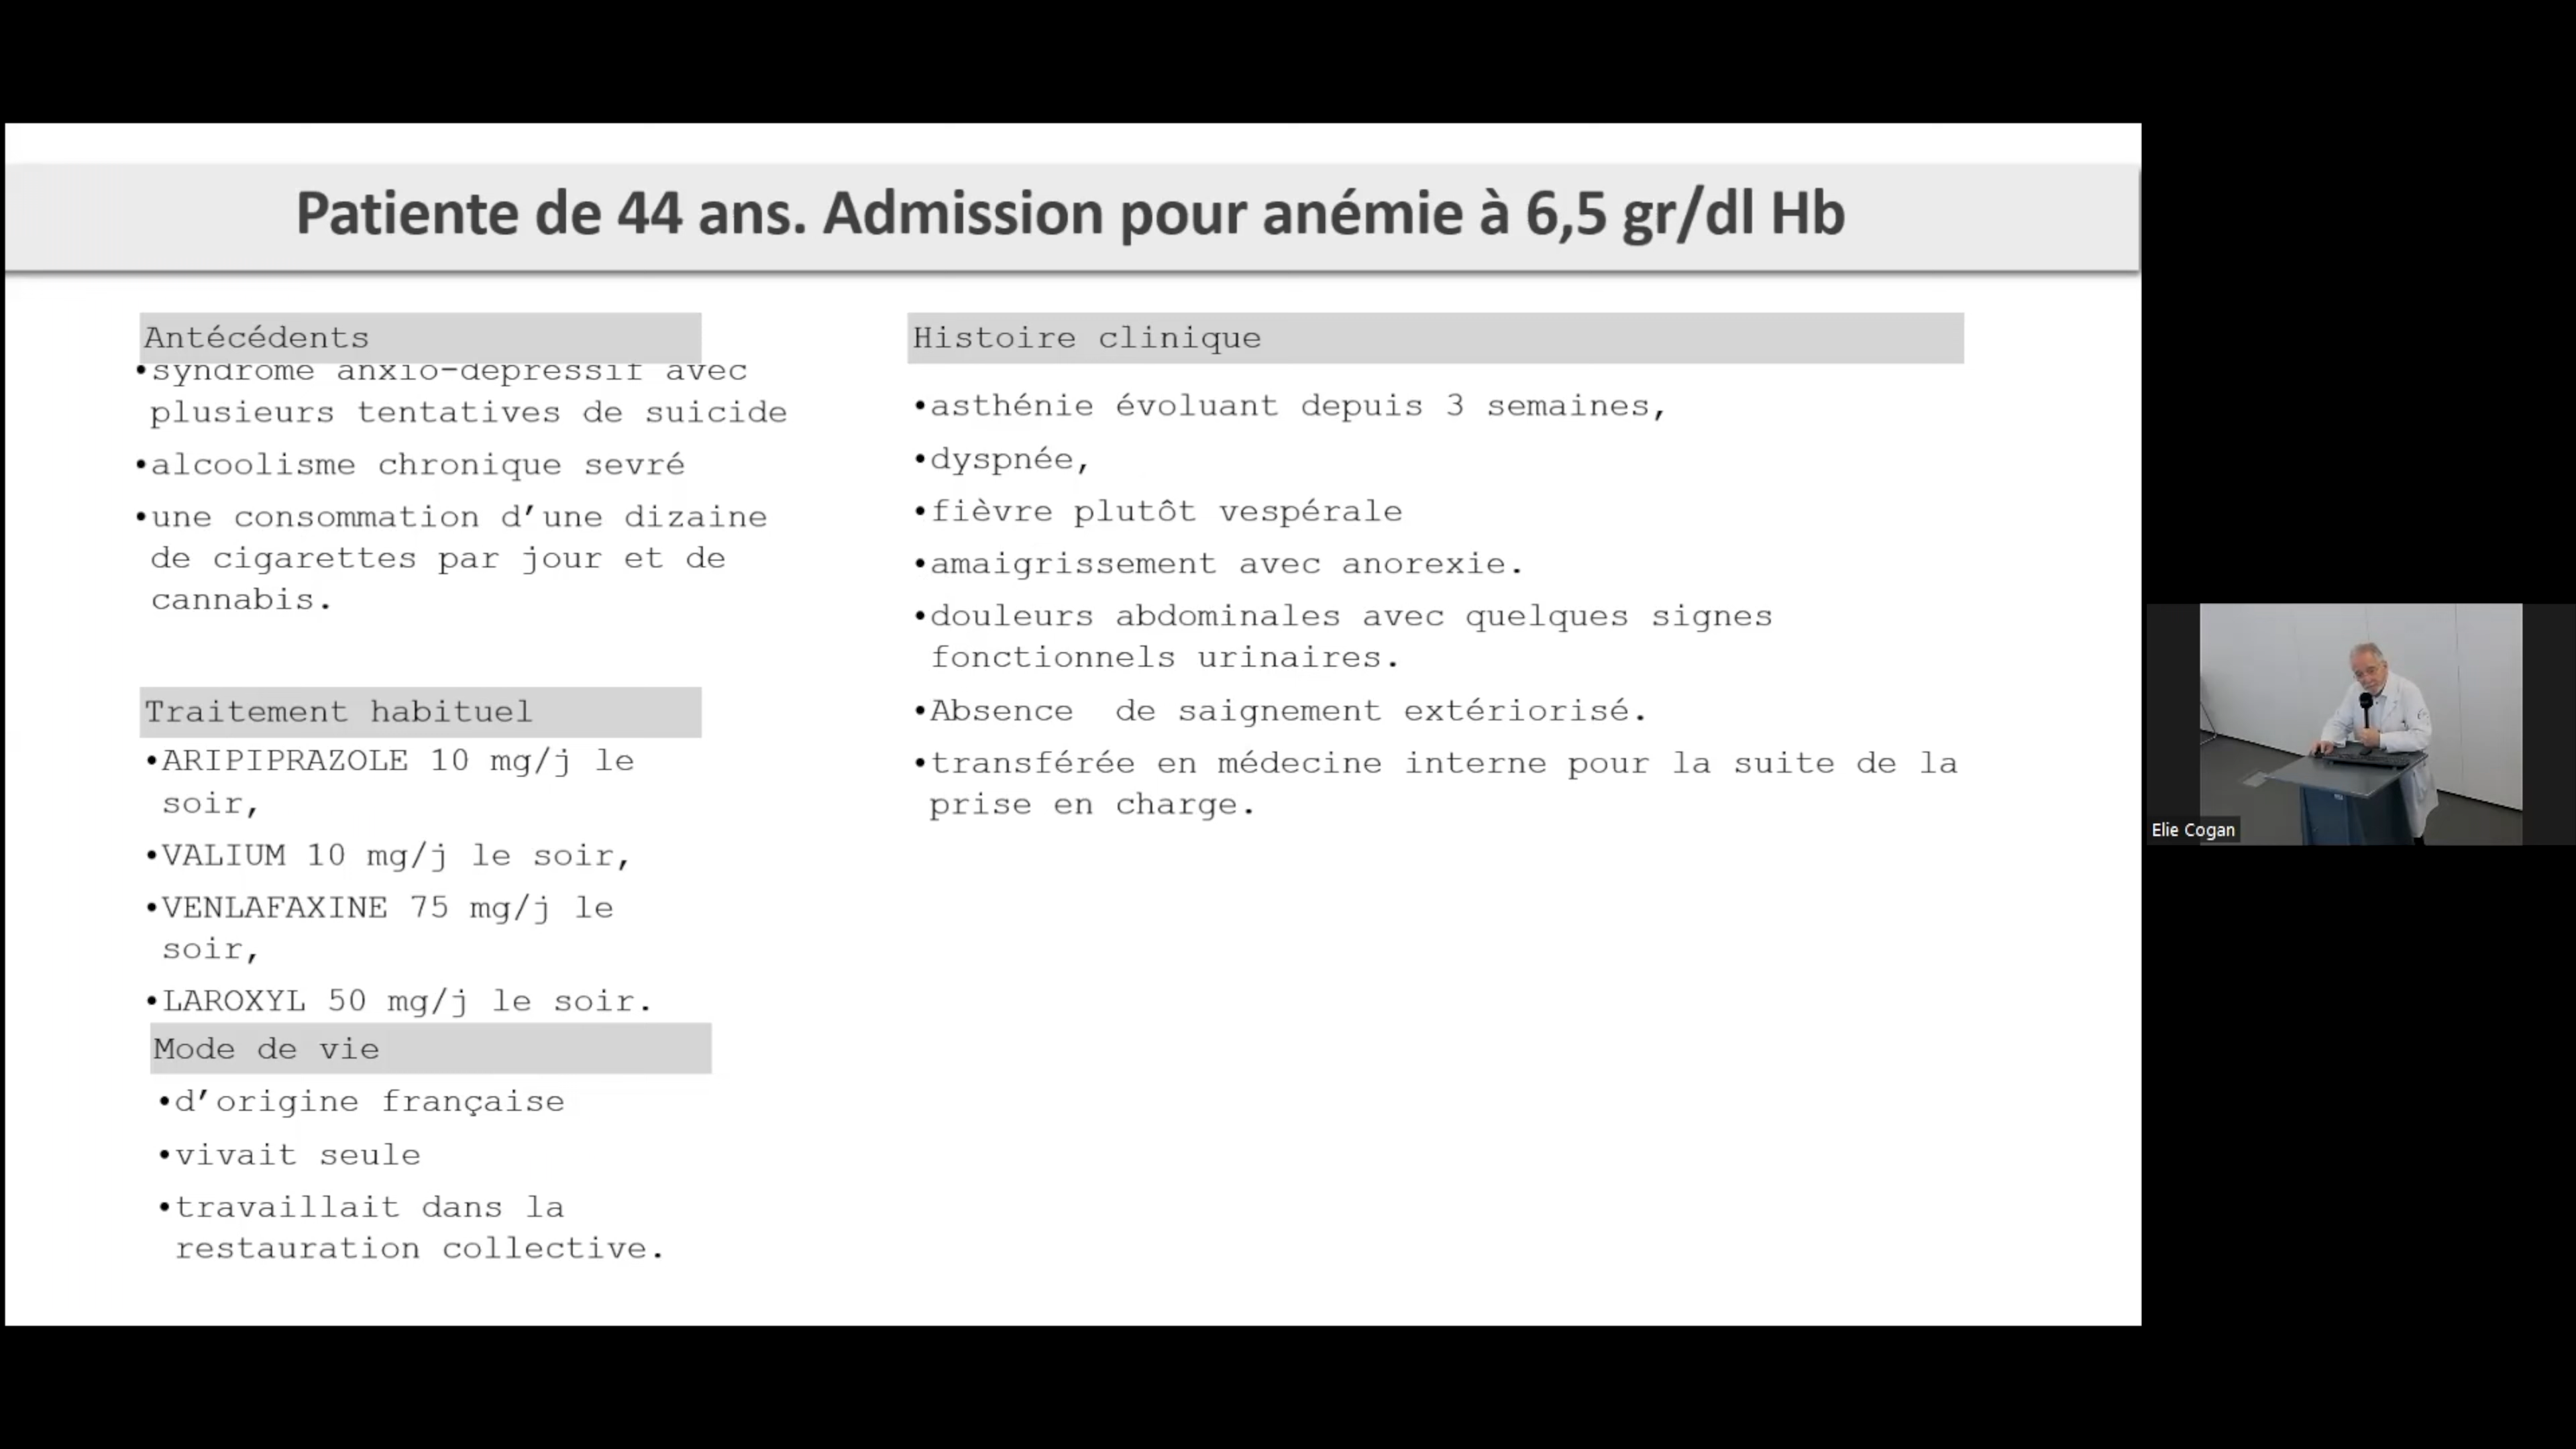 Patiente de 44 ans. Admission pour anémie à 6,5 gr/dl Hb
Antécédents
•syndrome anxio-dépressif avec
plusieurs tentatives de suicide
•alcoolisme chronique sevré
•une consommation d’une dizaine
de cigarettes par jour et de
cannabis.
Traitement habituel
•ARIPIPRAZOLE 10 mg/j le
soir,
•VALIUM 10 mg/j le soir,
•VENLAFAXINE 75 mg/j le
soir,
•LAROXYL 50 mg/j le soir.
Mode de vie
•d’origine française
•vivait seule
•travaillait dans la
restauration collective.
Histoire clinique
•asthénie évoluant depuis 3 semaines,
•dyspnée,
•fièvre plutôt vespérale
•amaigrissement avec anorexie.
•douleurs abdominales avec quelques signes
fonctionnels urinaires.
•Absence  de saignement extériorisé.
•transférée en médecine interne pour la suite de la
prise en charge.
Elie Cogan